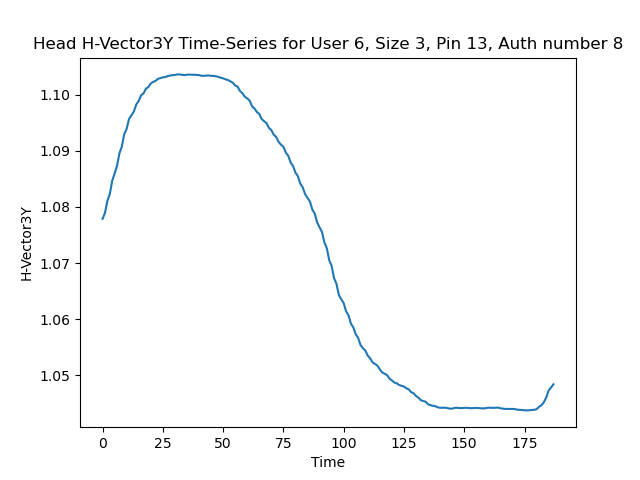 Head H-Vector3Y Time-Series for User 6, Size 3, Pin 13, Auth number 8
1.10
1.09
1.08
1.07
1.06
1.05
H-Vector3Y
0 25 50 75 100 125 150 175
Time